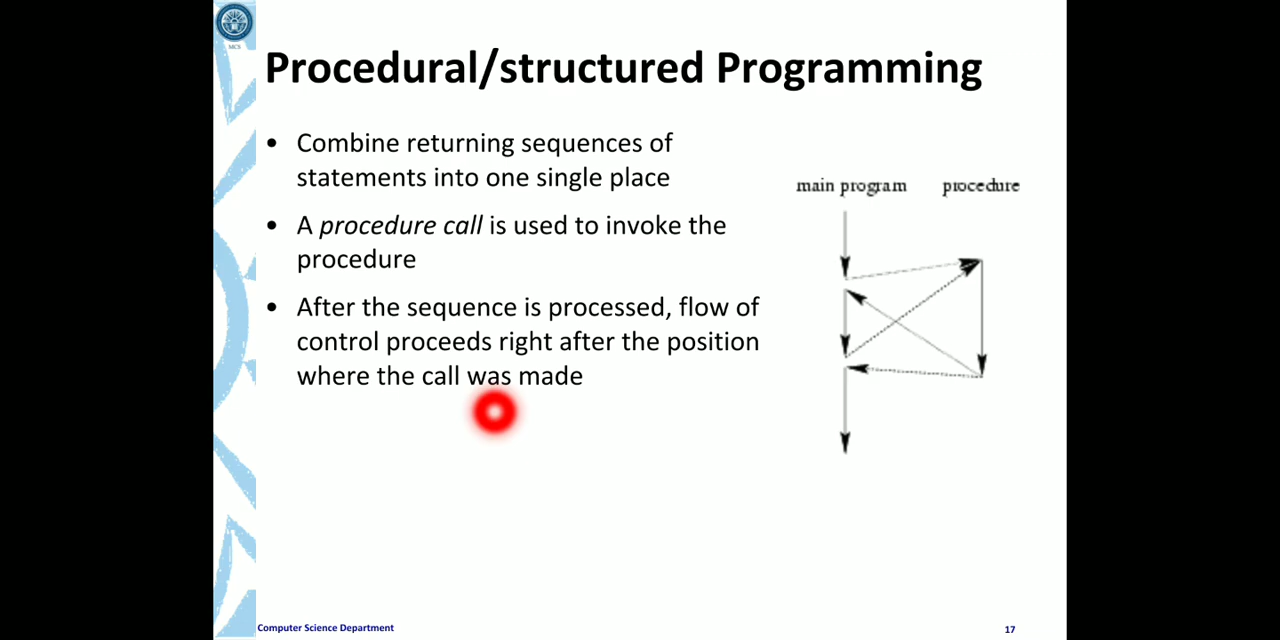 MCS
Procedural/structured Programming
• Combine returning sequences of
statements into one single place
• A procedure call is used to invoke the
procedure
• After the sequence is processed, flow of
control proceeds right after the position
where the call was made
main program
procedure
Computer Science Department
17